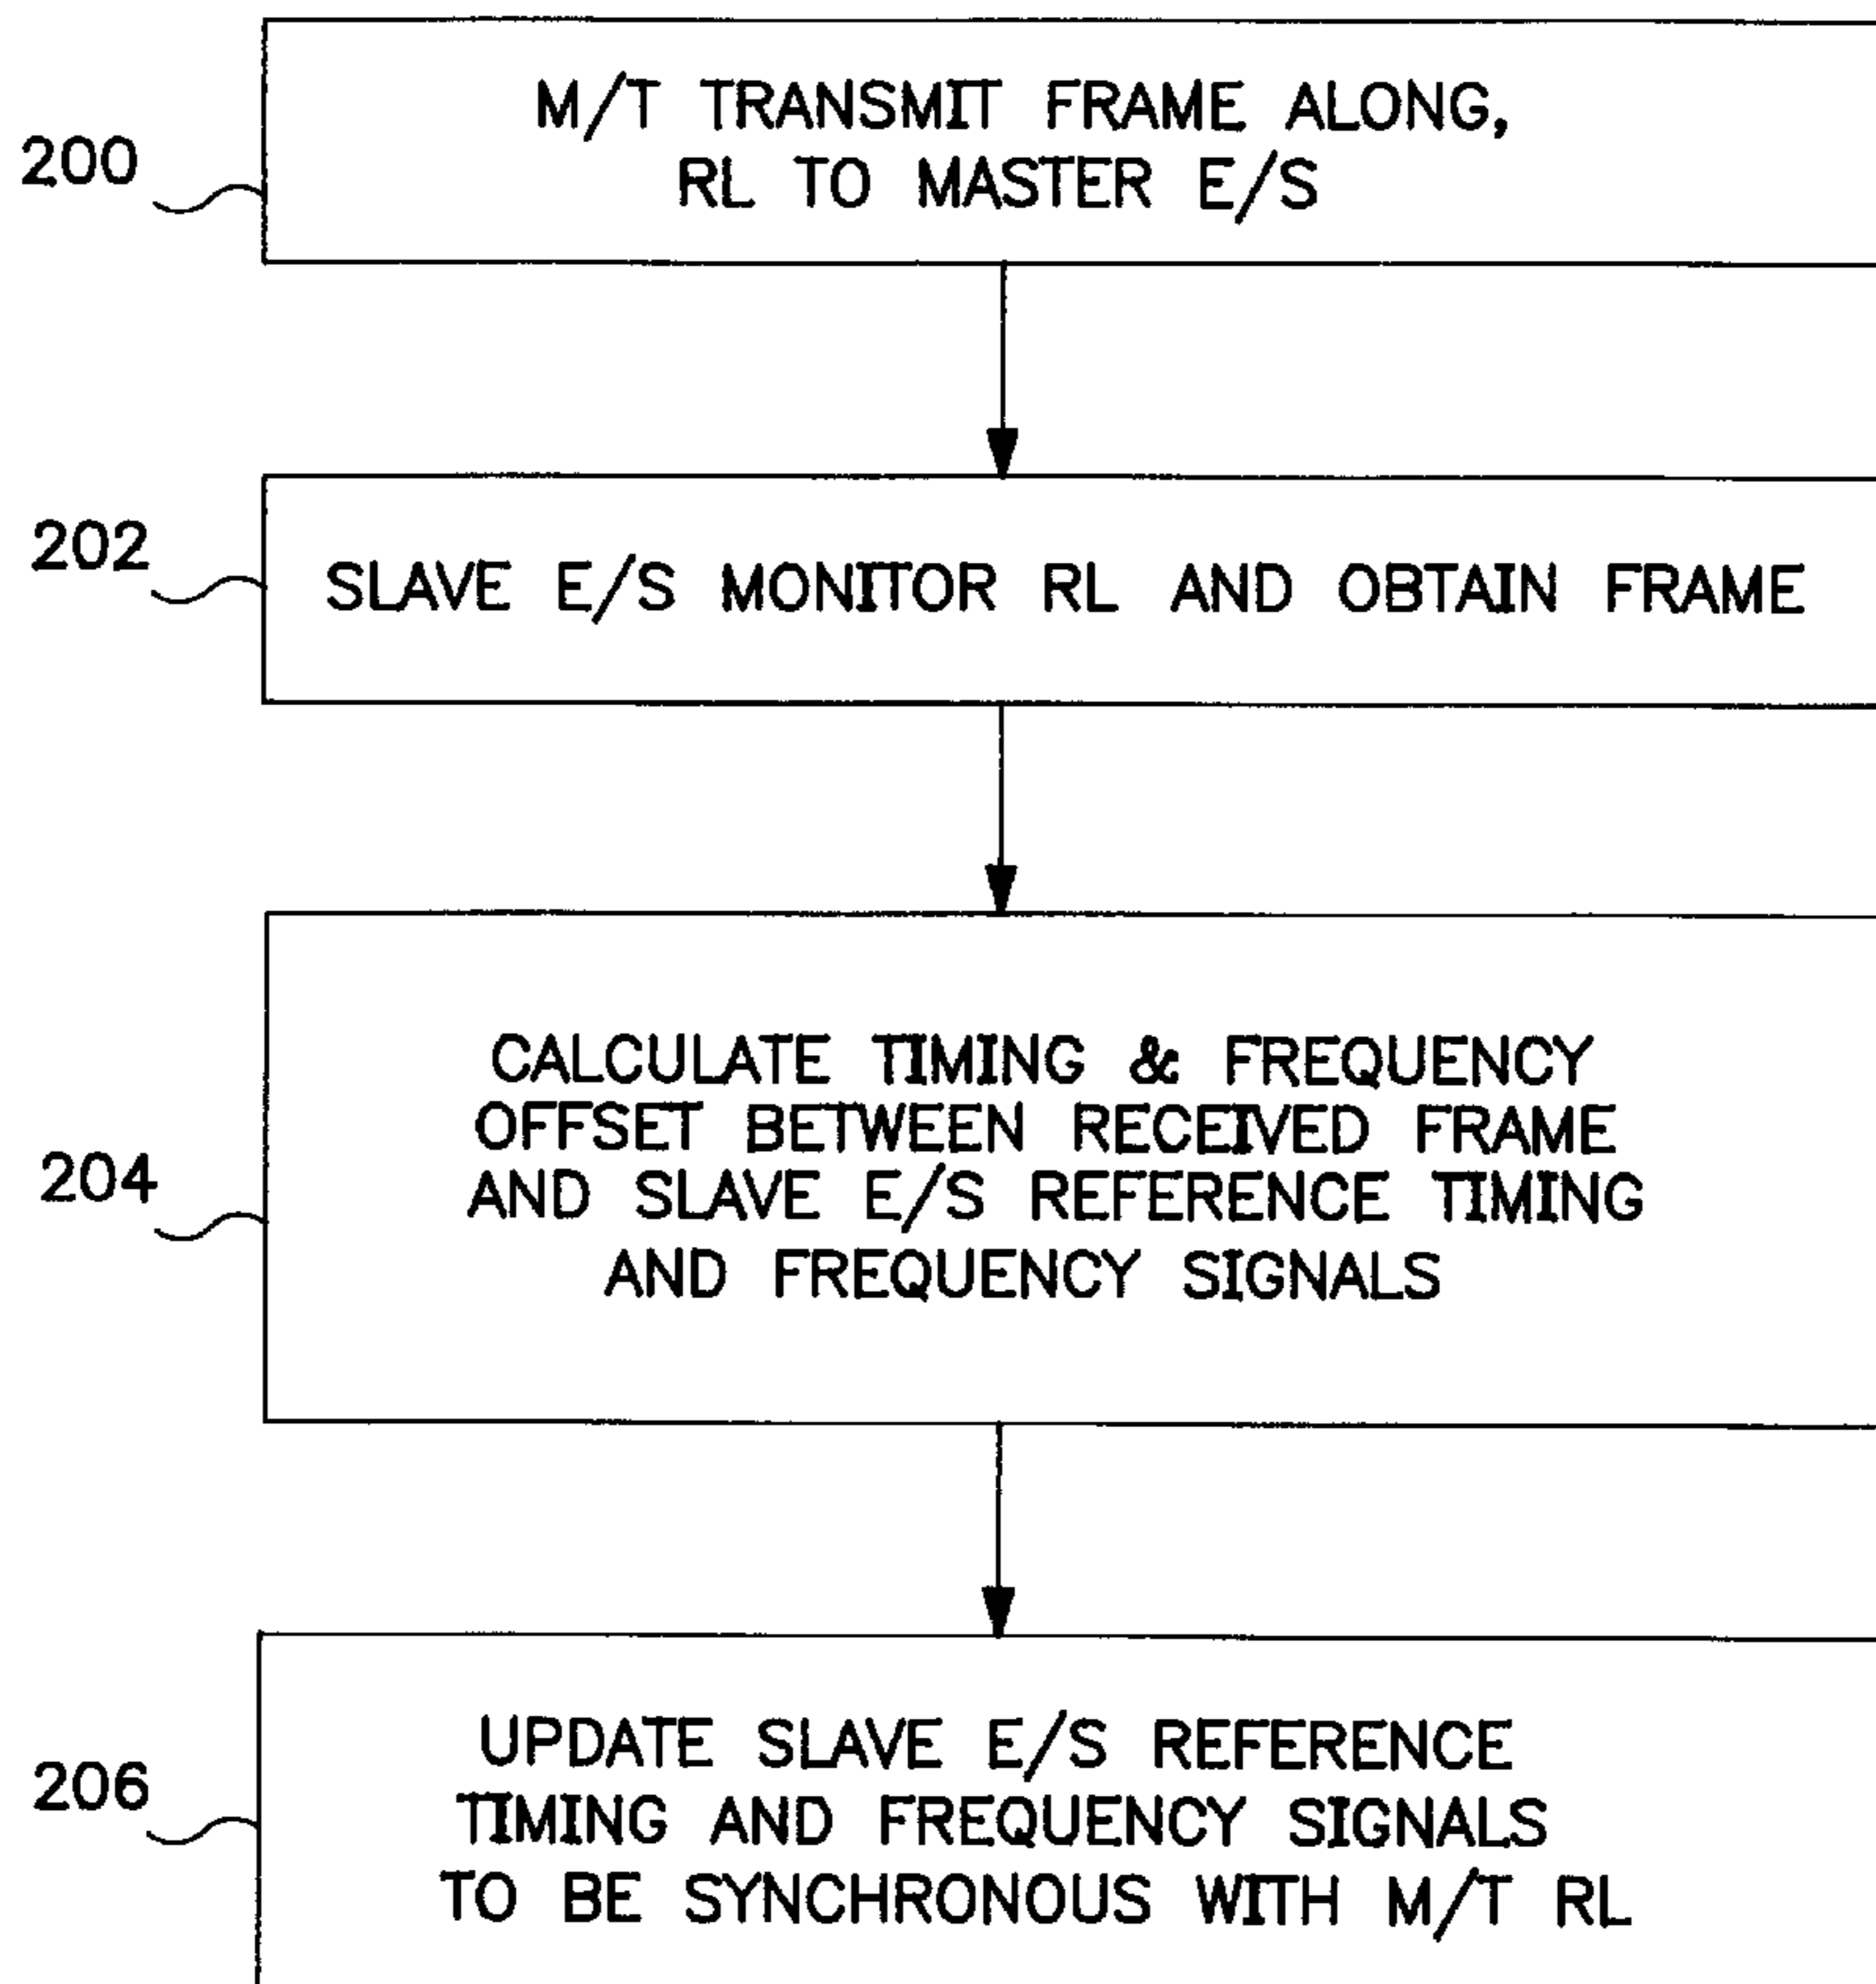 M/T TRANSMIT FRAME ALONG,
RL TO MASTER E/S
200
202
SLAVE E/S MONITOR RL AND OBTAIN FRAME
CALCULATE TIMING & FREQUENCY
OFFSET BETWEEN RECEIVED FRAME
AND SLAVE E/S REFERENCE TIMING
AND FREQUENCY SIGNALS
204
UPDATE SLAVE E/S REFERENCE
TIMING AND FREQUENCY SIGNALS
TO BE SYNCHRONOUS WITH M/T RL
206